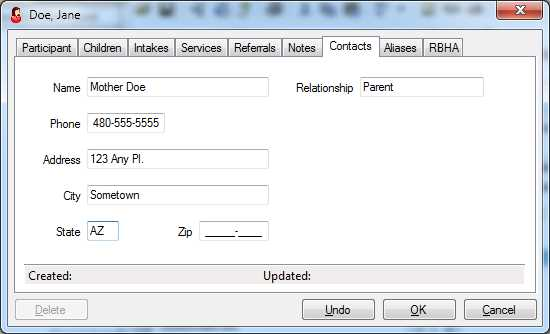 Doe, Jane
Participant Children Intakes Services Referrals Notes Contacts Aliases RBHA
Name Mother Doe Relationship Parent
Phone 480-555-5555
Address 123 Any Pl.
City Sometown
State AZ Zip _____-____
Created: Updated:
Delete Undo OK Cancel